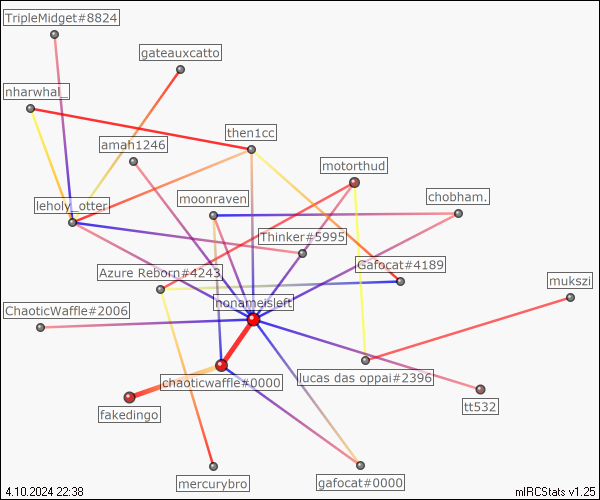 TripleMidget#8824
gateauxcatto
nharwhal_
then1cc
amah1246
motorthud
moonraven
chobham.
leholy_otter
Thinker#5995
Gafocat#4189
Azure Reborn#4243
mukszi
nonameisleft
ChaoticWaffle#2006
lucas das oppai#2396
chaoticwaffle#0000
tt532
fakedingo
mercurybro
gafocat#0000
4.10.2024 22:38
mIRCStats v1.25